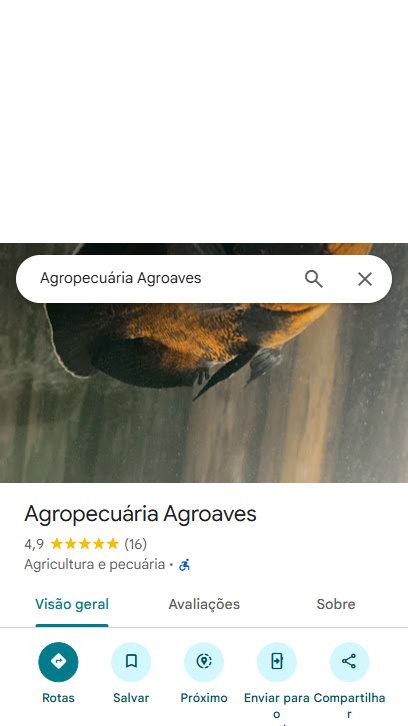 Agropecuária Agroaves
Agropecuária Agroaves
4,9 (16)
Agricultura e pecuária ·
Visão geral Avaliações Sobre
Rotas Salvar Próximo Enviar para o Compartilhar